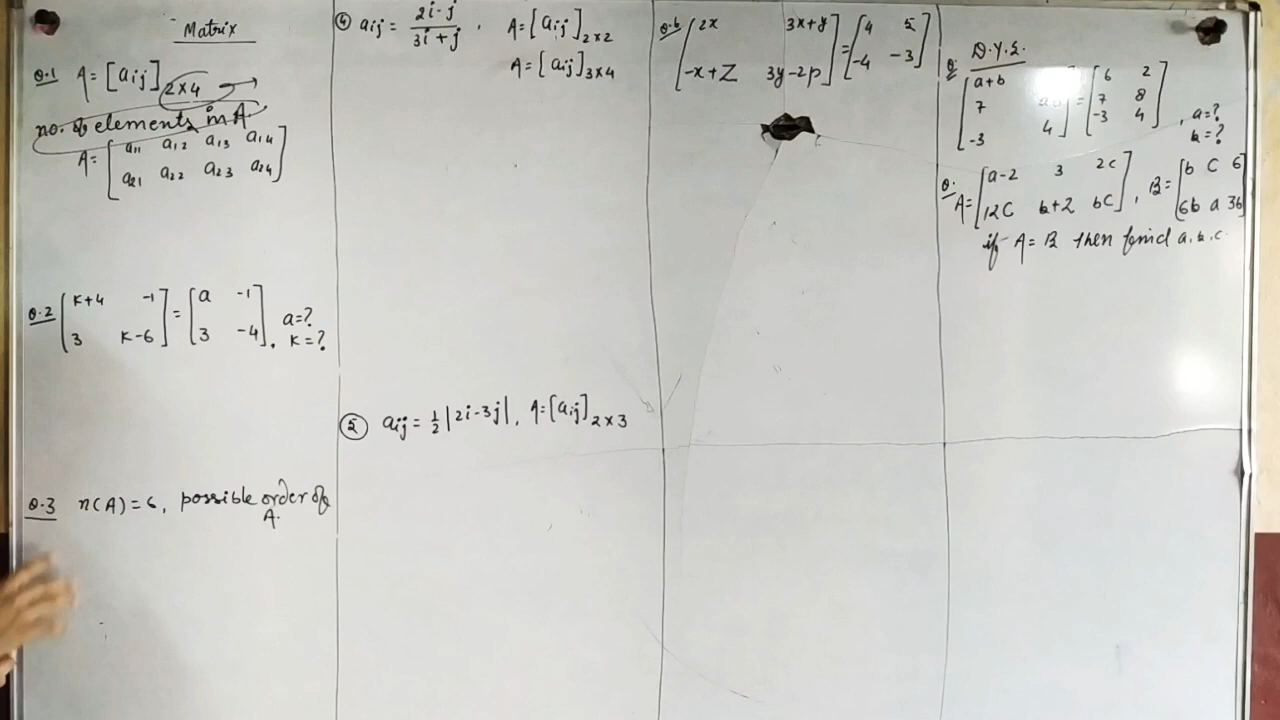 Matrix
Q.1 A = [aij] 2×4
no. of elements in A
A = [a11 a12 a13 a14
a21 a22 a23 a24]
Q.2 [k+4 -1
3 k-6] = [a -1
3 -4], a=?
k=?
Q.3 n(A)=6, possible order of
A.
④ aij = 2i-j / 3i+j , A=[aij]2×2
A=[aij]3×4
⑤ aij = 1/2 |2i-3j|, A=[aij]2×3
Q.6 [2x 3x+y
-x+Z 3y-2p] = [4 5
-4 -3]
D.Y.S.
Q. [a+b
7
-3 4] = [6 2
7 8
-3 4], a=?
b=?
Q. A= [a-2 3 2c
12C b+2 bC], B= [b C 6
6b a 36]
if A = B then find a, b, c.